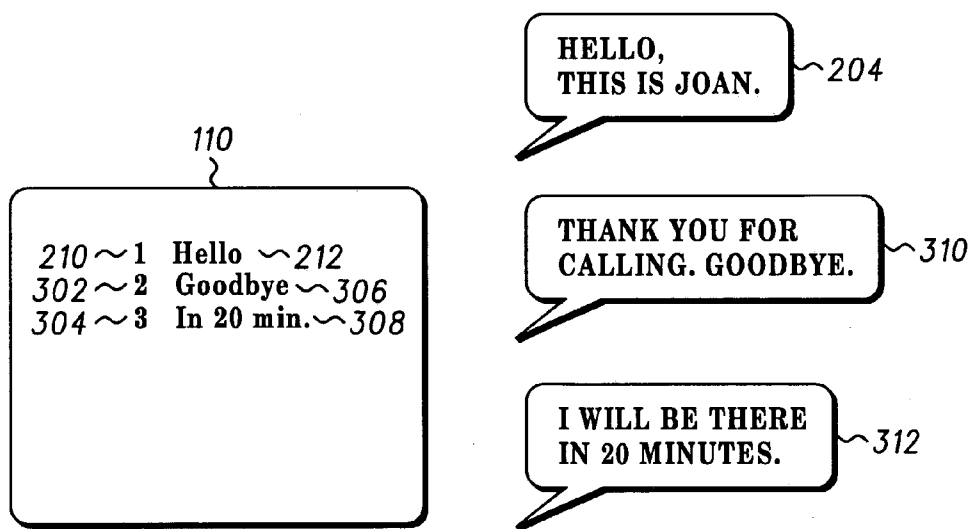 HELLO,
THIS IS JOAN.
204
110
THANK YOU FOR
CALLING. GOODBYE.
310
210 1 Hello 212
302 2 Goodbye 306
304 3 In 20 min. 308
I WILL BE THERE
IN 20 MINUTES.
312